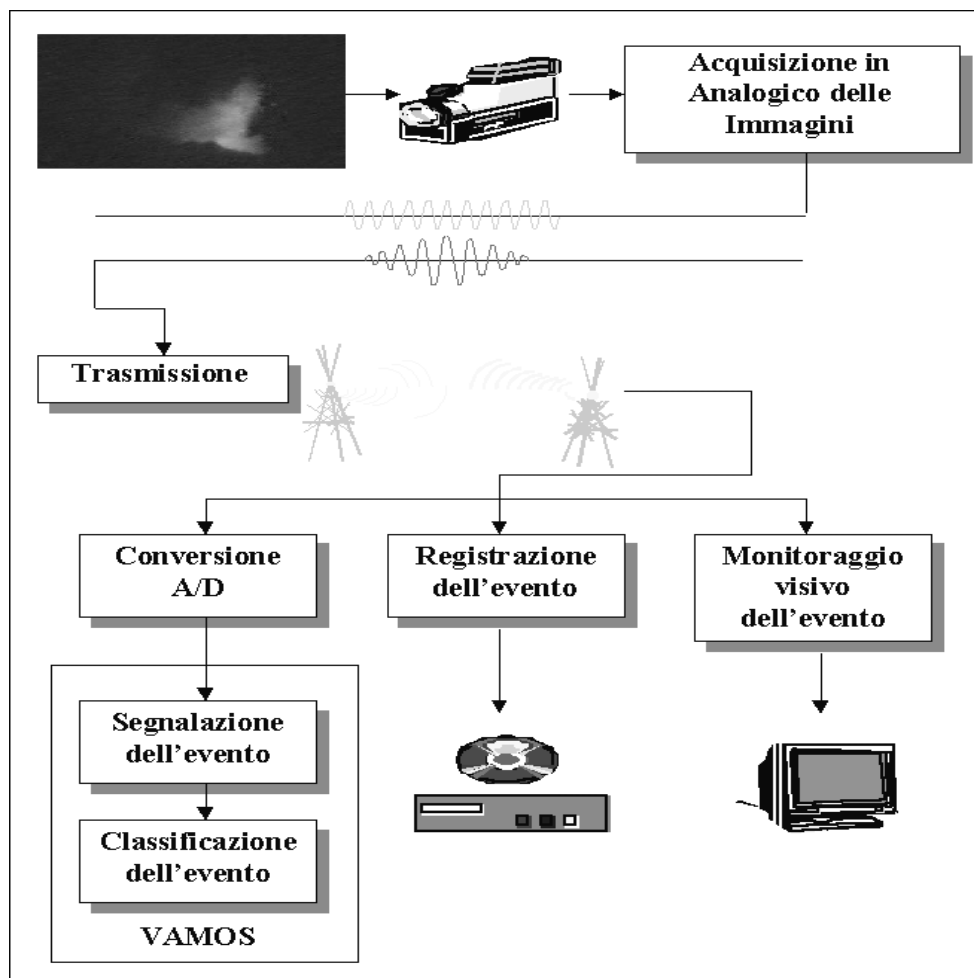 Acquisizione in
Analogico delle
Immagini
Trasmissione
Conversione
A/D
Registrazione
dell’evento
Monitoraggio
visivo
dell’evento
Segnalazione
dell’evento
Classificazione
dell’evento
VAMOS